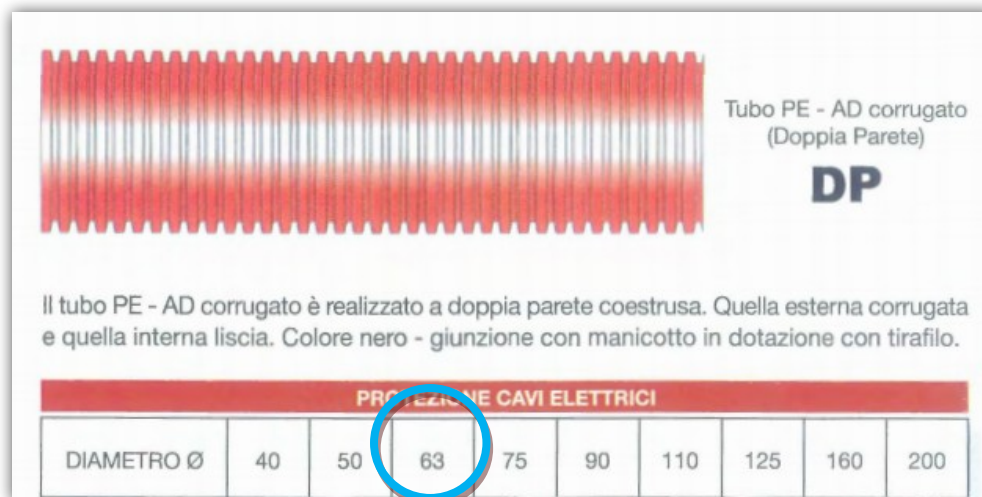 Tubo PE - AD corrugato
(Doppia Parete)
DP
Il tubo PE - AD corrugato è realizzato a doppia parete coestrusa. Quella esterna corrugata
e quella interna liscia. Colore nero - giunzione con manicotto in dotazione con tirafilo.
PROTEZIONE CAVI ELETTRICI
DIAMETRO Ø 40 50 63 75 90 110 125 160 200